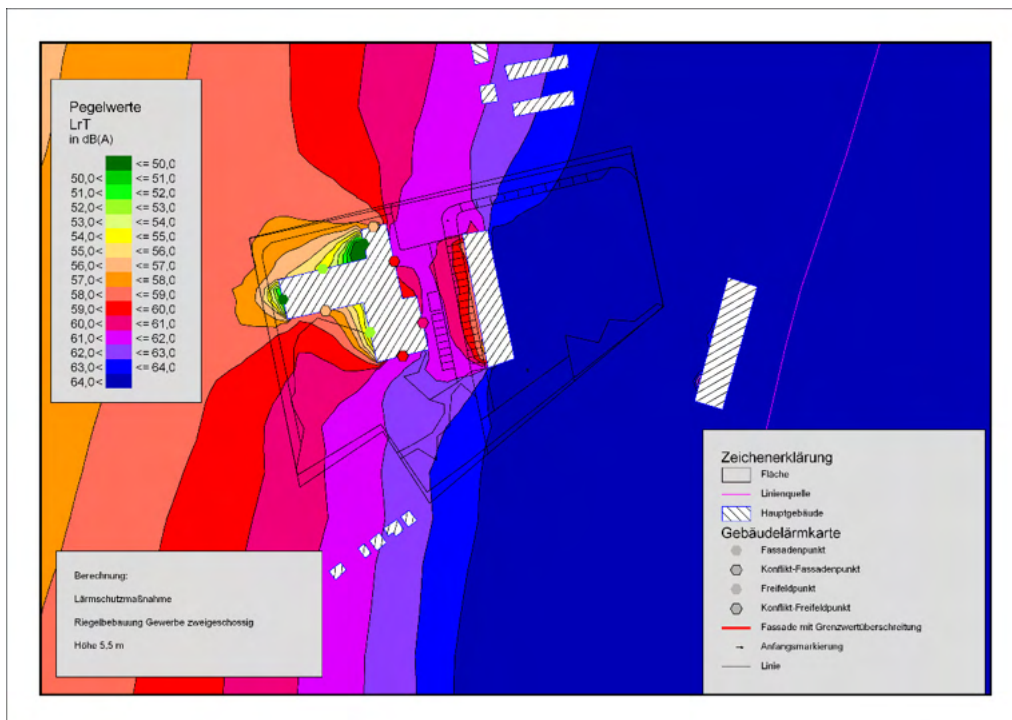 Pegelwerte
LrT
in dB(A)
<= 50,0
50,0< <= 51,0
51,0< <= 52,0
52,0< <= 53,0
53,0< <= 54,0
54,0< <= 55,0
55,0< <= 56,0
56,0< <= 57,0
57,0< <= 58,0
58,0< <= 59,0
59,0< <= 60,0
60,0< <= 61,0
61,0< <= 62,0
62,0< <= 63,0
63,0< <= 64,0
64,0<
Zeichenerklärung
Fläche
Linienquelle
Hauptgebäude
Gebäudelärmkarte
Fassadenpunkt
Konflikt-Fassadenpunkt
Freifeldpunkt
Konflikt-Freifeldpunkt
Fassade mit Grenzwertüberschreitung
Anfangsmarkierung
Linie
Berechnung:
Lärmschutzmaßnahme
Riegelbebauung Gewerbe zweigeschossig
Höhe 5,5 m